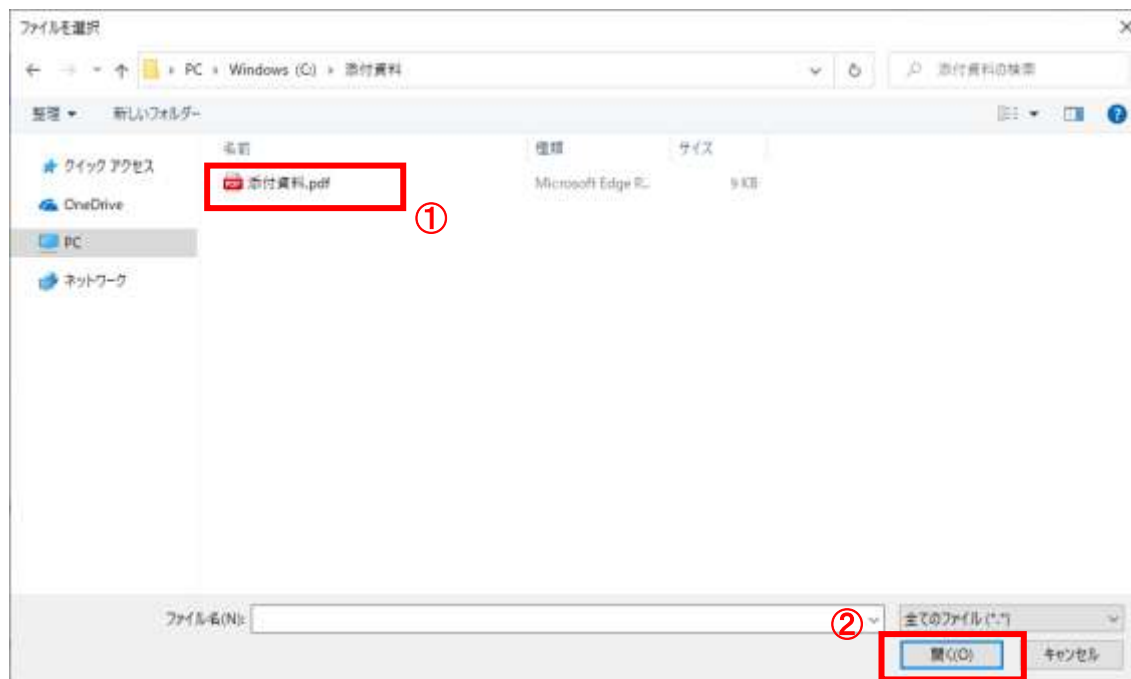 ファイルを選択
PC › Windows (C:) › 添付資料
添付資料の検索
整理
新しいフォルダー
名前 種類 サイズ
クイック アクセス
OneDrive
PC
ネットワーク
添付資料.pdf Microsoft Edge P... 9 KB
①
ファイル名(N):
②
全てのファイル (*.*)
開く(O)
キャンセル